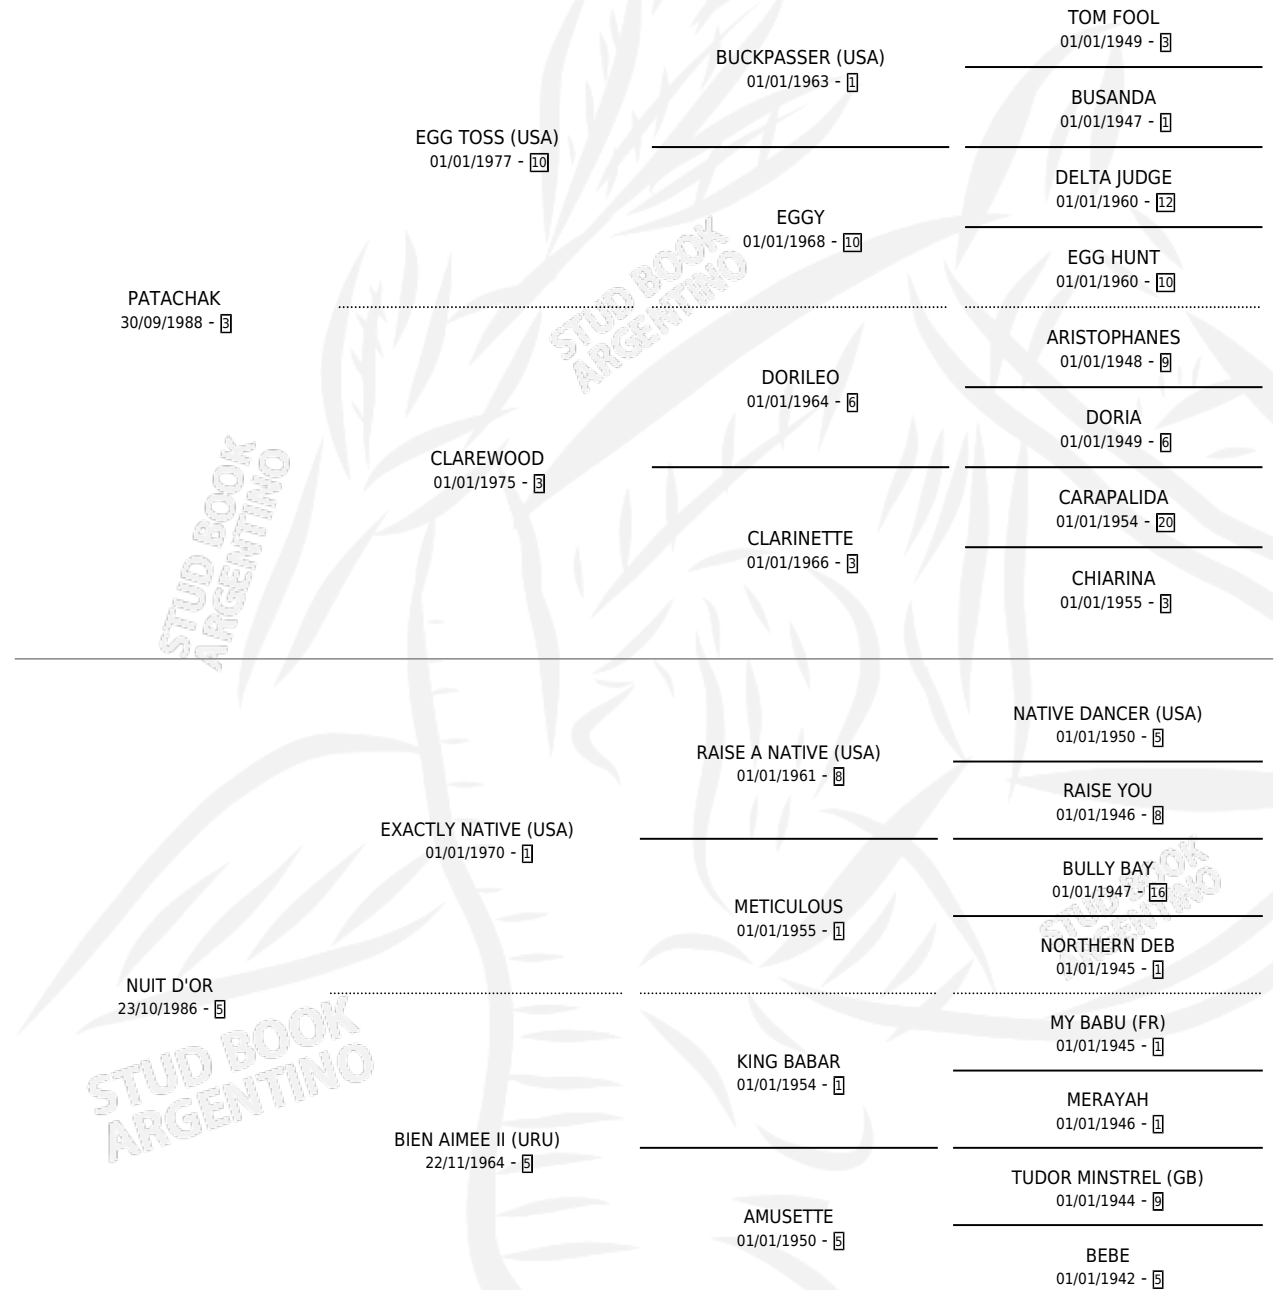 TOM FOOL
01/01/1949 - 3
BUCKPASSER (USA)
01/01/1963 - 1
BUSANDA
01/01/1947 - 1
EGG TOSS (USA)
01/01/1977 - 10
DELTA JUDGE
01/01/1960 - 12
EGGY
01/01/1968 - 10
EGG HUNT
01/01/1960 - 10
PATACHAK
30/09/1988 - 3
ARISTOPHANES
01/01/1948 - 9
DORILEO
01/01/1964 - 6
DORIA
01/01/1949 - 6
CLAREWOOD
01/01/1975 - 3
CARAPALIDA
01/01/1954 - 20
CLARINETTE
01/01/1966 - 3
CHIARINA
01/01/1955 - 3
NATIVE DANCER (USA)
01/01/1950 - 5
RAISE A NATIVE (USA)
01/01/1961 - 8
RAISE YOU
01/01/1946 - 8
EXACTLY NATIVE (USA)
01/01/1970 - 1
BULLY BAY
01/01/1947 - 16
METICULOUS
01/01/1955 - 1
NORTHERN DEB
01/01/1945 - 1
NUIT D'OR
23/10/1986 - 5
MY BABU (FR)
01/01/1945 - 1
KING BABAR
01/01/1954 - 1
MERAYAH
01/01/1946 - 1
BIEN AIMEE II (URU)
22/11/1964 - 5
TUDOR MINSTREL (GB)
01/01/1944 - 9
AMUSETTE
01/01/1950 - 5
BEBE
01/01/1942 - 5
STUD BOOK
ARGENTINO
STUD BOOK
ARGENTINO
STUD BOOK
ARGENTINO
STUD BOOK
ARGENTINO